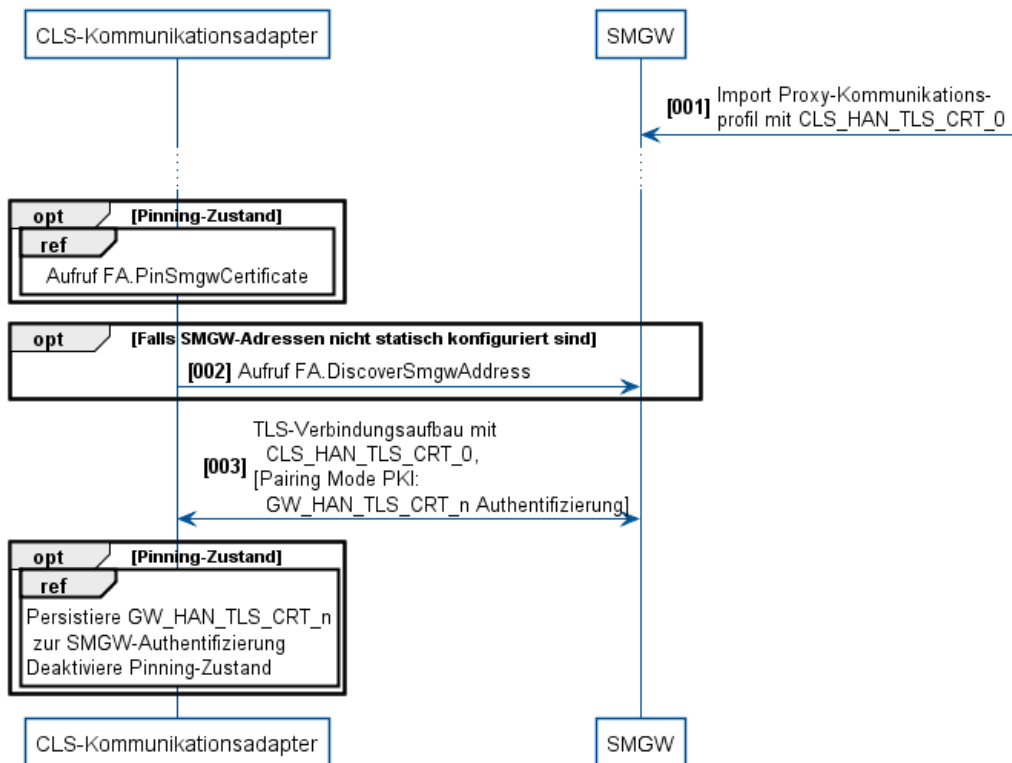 CLS-Kommunikationsadapter
SMGW
[001] Import Proxy-Kommunikations-
profil mit CLS_HAN_TLS_CRT_0
opt [Pinning-Zustand]
ref
Aufruf FA.PinSmgwCertificate
opt [Falls SMGW-Adressen nicht statisch konfiguriert sind]
[002] Aufruf FA.DiscoverSmgwAddress
TLS-Verbindungsaufbau mit
CLS_HAN_TLS_CRT_0,
[003]
[Pairing Mode PKI:
GW_HAN_TLS_CRT_n Authentifizierung]
opt [Pinning-Zustand]
ref
Persistiere GW_HAN_TLS_CRT_n
zur SMGW-Authentifizierung
Deaktiviere Pinning-Zustand
CLS-Kommunikationsadapter
SMGW